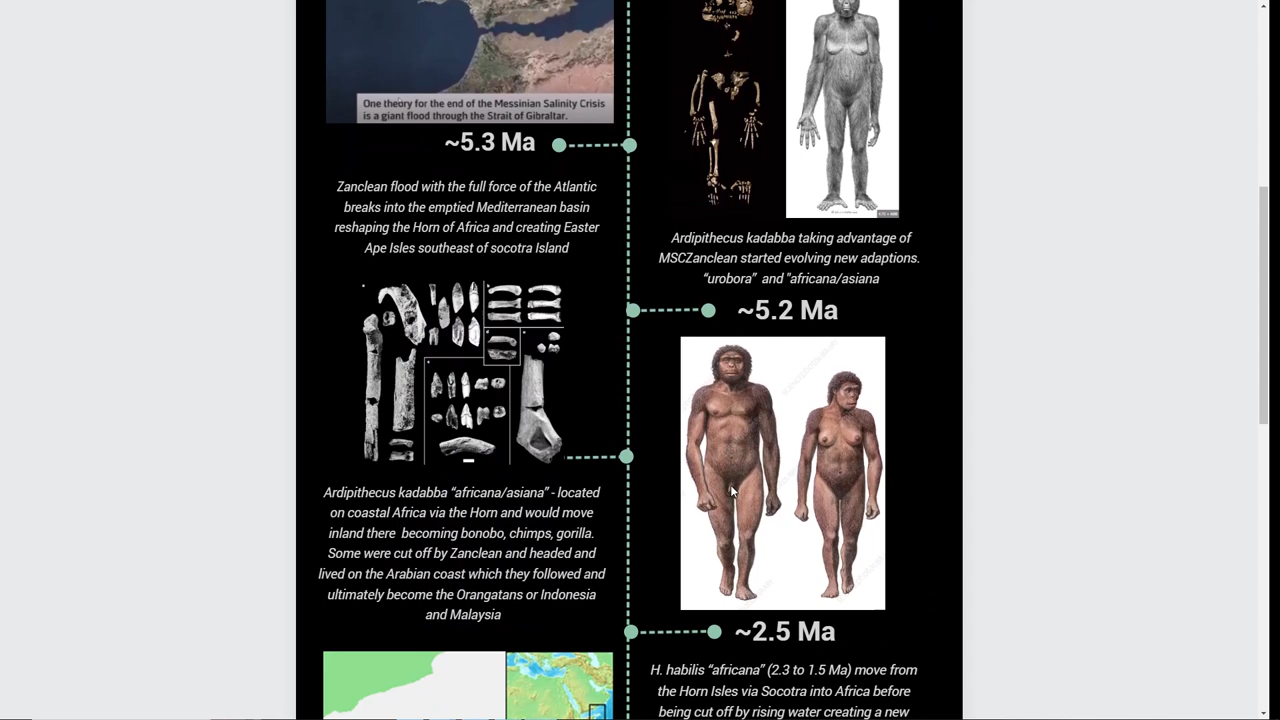 One theory for the end of the Messinian Salinity Crisis
is a giant flood through the Strait of Gibraltar.
~5.3 Ma
Zanclean flood with the full force of the Atlantic
breaks into the emptied Mediterranean basin
reshaping the Horn of Africa and creating Easter
Ape Isles southeast of socotra Island
Ardipithecus kadabba taking advantage of
MSCZanclean started evolving new adaptions.
“urobora” and "africana/asiana
~5.2 Ma
Ardipithecus kadabba “africana/asiana” - located
on coastal Africa via the Horn and would move
inland there becoming bonobo, chimps, gorilla.
Some were cut off by Zanclean and headed and
lived on the Arabian coast which they followed and
ultimately become the Orangatans or Indonesia
and Malaysia
~2.5 Ma
H. habilis “africana” (2.3 to 1.5 Ma) move from
the Horn Isles via Socotra into Africa before
being cut off by rising water creating a new